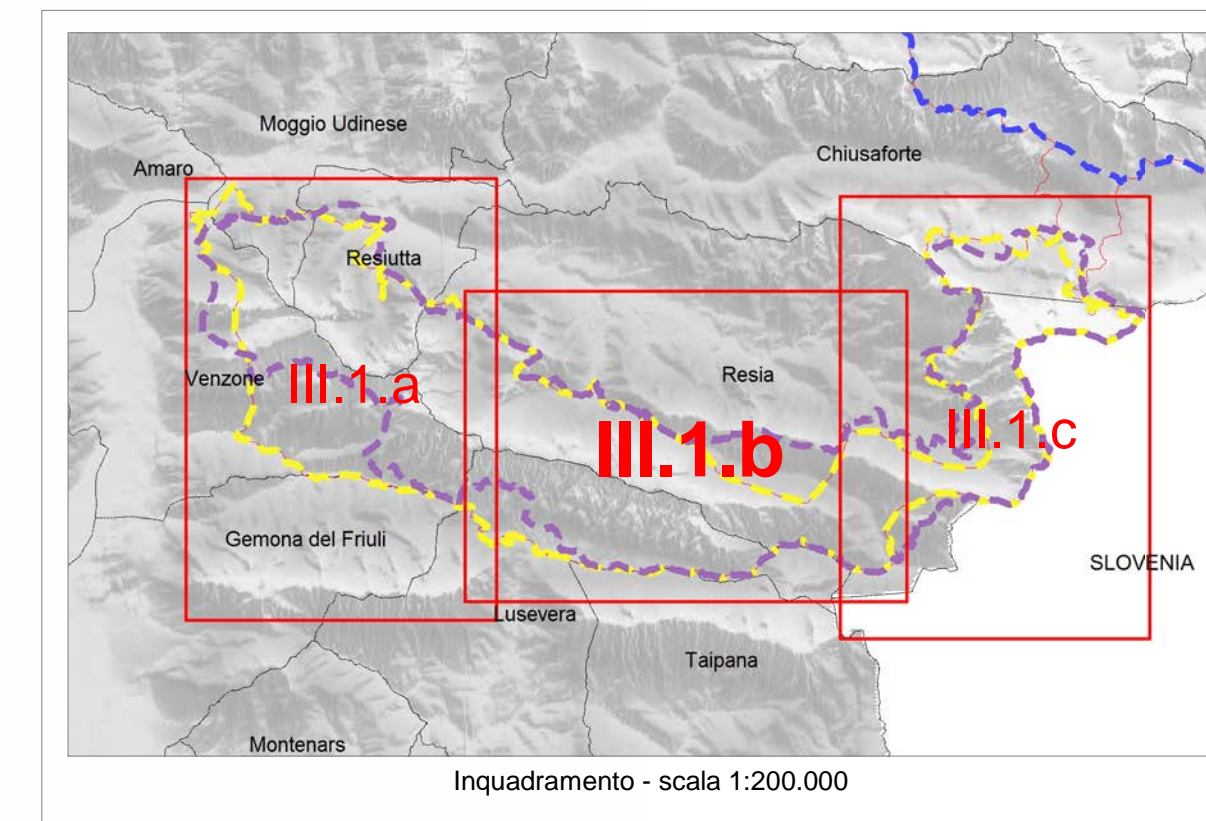 Moggio Udinese
Chiusaforte
Amaro
Resiutta
Venzone
III.1.a
Resia
III.1.b
III.1.c
Gemona del Friuli
SLOVENIA
Lusevera
Taipana
Montenars
Inquadramento - scala 1:200.000